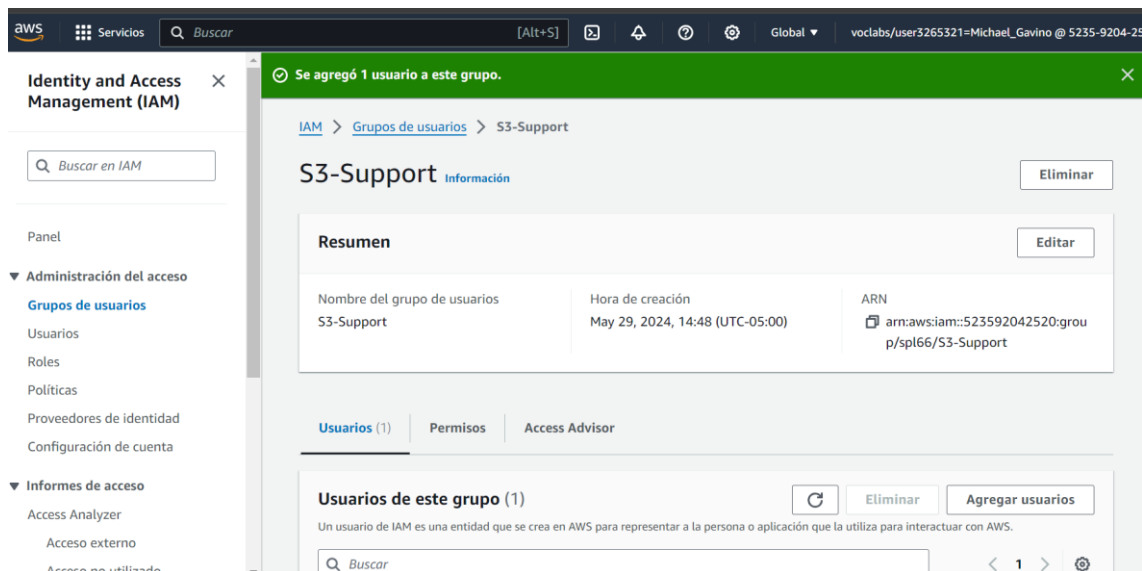 aws
Servicios
Buscar
[Alt+S]
Global
voclabs/user3265321=Michael_Gavino @ 5235-9204-25
Identity and Access
Management (IAM)
Buscar en IAM
Panel
Administración del acceso
Grupos de usuarios
Usuarios
Roles
Políticas
Proveedores de identidad
Configuración de cuenta
Informes de acceso
Access Analyzer
Acceso externo
Acceso no utilizado
Se agregó 1 usuario a este grupo.
IAM > Grupos de usuarios > S3-Support
S3-Support Información
Eliminar
Resumen
Editar
Nombre del grupo de usuarios
S3-Support
Hora de creación
May 29, 2024, 14:48 (UTC-05:00)
ARN
arn:aws:iam::523592042520:grou
p/spl66/S3-Support
Usuarios (1)
Permisos
Access Advisor
Usuarios de este grupo (1)
Eliminar
Agregar usuarios
Un usuario de IAM es una entidad que se crea en AWS para representar a la persona o aplicación que la utiliza para interactuar con AWS.
Buscar
< 1 >